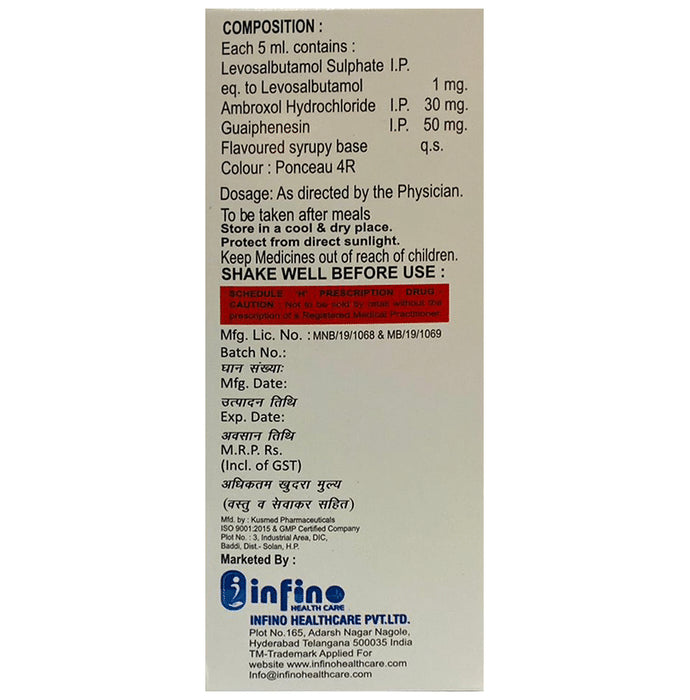 COMPOSITION :
Each 5 ml. contains :
Levosalbutamol Sulphate I.P.
eq. to Levosalbutamol 1 mg.
Ambroxol Hydrochloride I.P. 30 mg.
Guaiphenesin I.P. 50 mg.
Flavoured syrupy base q.s.
Colour : Ponceau 4R
Dosage: As directed by the Physician.
To be taken after meals
Store in a cool & dry place.
Protect from direct sunlight.
Keep Medicines out of reach of children.
SHAKE WELL BEFORE USE :
SCHEDULE 'H' PRESCRIPTION DRUG -
CAUTION : Not to be sold by retail without the
prescription of a Registered Medical Practitioner.
Mfg. Lic. No. : MNB/19/1068 & MB/19/1069
Batch No.:
घान संख्याः
Mfg. Date:
उत्पादन तिथि
Exp. Date:
अवसान तिथि
M.R.P. Rs.
(Incl. of GST)
अधिकतम खुदरा मुल्य
(वस्तु व सेवाकर सहित)
Mfd. by : Kusmed Pharmaceuticals
ISO 9001:2015 & GMP Certified Company
Plot No. : 3, Industrial Area, DIC,
Baddi, Dist.- Solan, H.P.
Marketed By :
infino
HEALTH CARE
INFINO HEALTHCARE PVT.LTD.
Plot No.165, Adarsh Nagar Nagole,
Hyderabad Telangana 500035 India
TM-Trademark Applied For
website www.infinohealthcare.com
Info@infinohealthcare.com